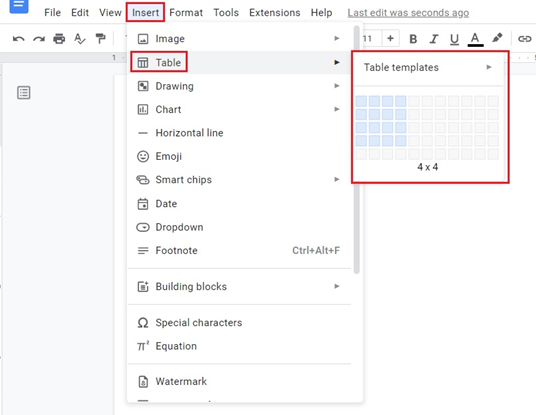 File Edit View Insert Format Tools Extensions Help Last edit was seconds ago
11 + B I U A
1
Image
Table
Drawing
Chart
Horizontal line
Emoji
Smart chips
Date
Dropdown
Footnote Ctrl+Alt+F
Building blocks
Ω Special characters
π² Equation
Watermark
Table templates
4 x 4